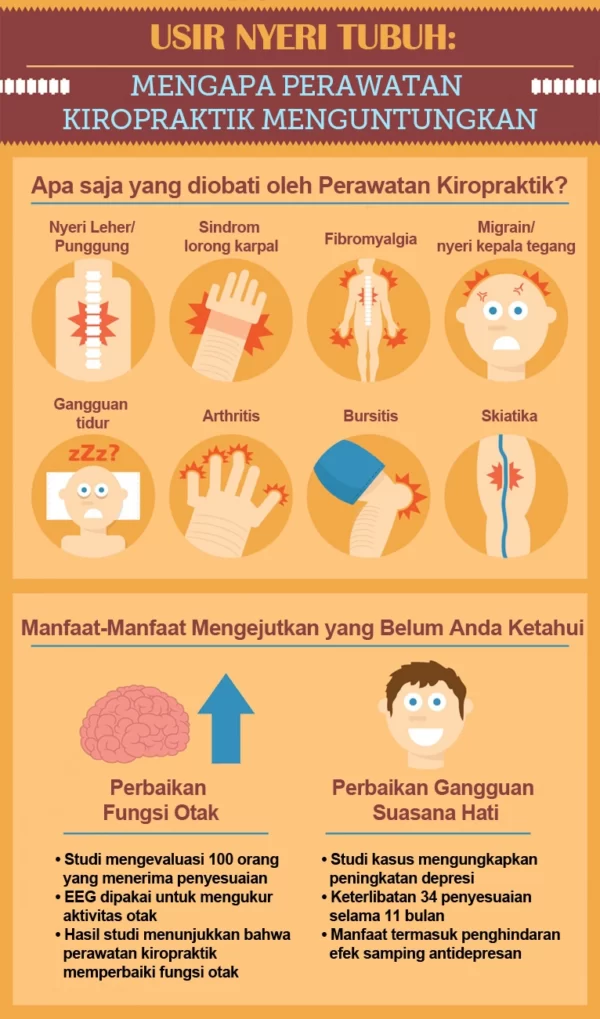 USIR NYERI TUBUH:
MENGAPA PERAWATAN
KIROPRAKTIK MENGUNTUNGKAN
Apa saja yang diobati oleh Perawatan Kiropraktik?
Nyeri Leher/
Punggung
Sindrom
lorong karpal
Fibromyalgia
Migrain/
nyeri kepala tegang
Gangguan
tidur
zZz?
Arthritis
Bursitis
Skiatika
Manfaat-Manfaat Mengejutkan yang Belum Anda Ketahui
Perbaikan
Fungsi Otak
• Studi mengevaluasi 100 orang
yang menerima penyesuaian
• EEG dipakai untuk mengukur
aktivitas otak
• Hasil studi menunjukkan bahwa
perawatan kiropraktik
memperbaiki fungsi otak
Perbaikan Gangguan
Suasana Hati
• Studi kasus mengungkapkan
peningkatan depresi
• Keterlibatan 34 penyesuaian
selama 11 bulan
• Manfaat termasuk penghindaran
efek samping antidepresan